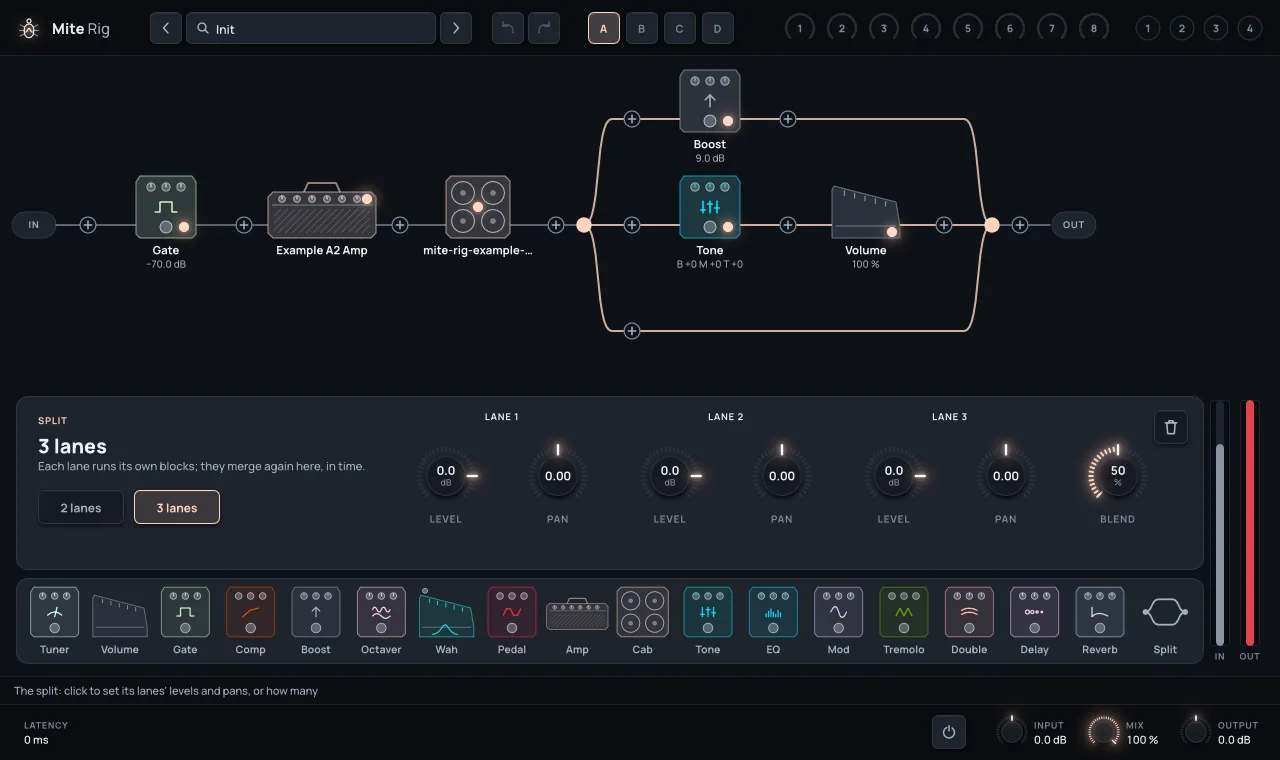 Mite Rig
Init
A B C D
1 2 3 4 5 6 7 8
1 2 3 4
Boost
9.0 dB
IN
OUT
Gate
−70.0 dB
Example A2 Amp
mite-rig-example-...
Tone
B +0 M +0 T +0
Volume
100 %
SPLIT
3 lanes
Each lane runs its own blocks; they merge again here, in time.
2 lanes
3 lanes
LANE 1
LANE 2
LANE 3
0.0 dB
0.00
0.0 dB
0.00
0.0 dB
0.00
50 %
LEVEL
PAN
LEVEL
PAN
LEVEL
PAN
BLEND
Tuner
Volume
Gate
Comp
Boost
Octaver
Wah
Pedal
Amp
Cab
Tone
EQ
Mod
Tremolo
Double
Delay
Reverb
Split
IN
OUT
The split: click to set its lanes' levels and pans, or how many
LATENCY
0 ms
INPUT
0.0 dB
MIX
100 %
OUTPUT
0.0 dB